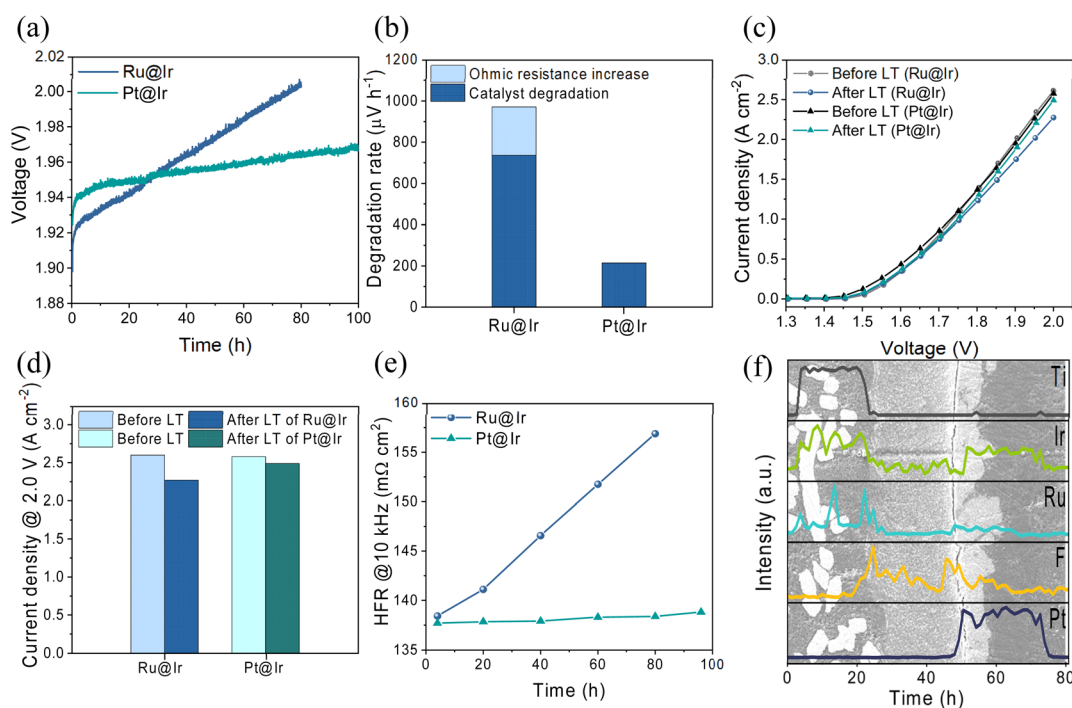 (a)
2.02
2.00
1.98
1.96
1.94
1.92
1.90
1.88
Voltage (V)
Ru@Ir
Pt@Ir
0 20 40 60 80 100
Time (h)
(b)
1200
1000
800
600
400
200
0
Degradation rate (μV h⁻¹)
Ohmic resistance increase
Catalyst degradation
Ru@Ir Pt@Ir
(c)
3.0
2.5
2.0
1.5
1.0
0.5
0.0
Current density (A cm⁻²)
Before LT (Ru@Ir)
After LT (Ru@Ir)
Before LT (Pt@Ir)
After LT (Pt@Ir)
1.3 1.4 1.5 1.6 1.7 1.8 1.9 2.0
Voltage (V)
(d)
3.0
2.5
2.0
1.5
1.0
0.5
0.0
Current density @ 2.0 V (A cm⁻²)
Before LT After LT of Ru@Ir
Before LT After LT of Pt@Ir
Ru@Ir Pt@Ir
(e)
160
155
150
145
140
135
HFR @10 kHz (mΩ cm²)
Ru@Ir
Pt@Ir
0 20 40 60 80 100
Time (h)
(f)
Intensity (a.u.)
Ti
Ir
Ru
F
Pt
0 20 40 60 80
Time (h)